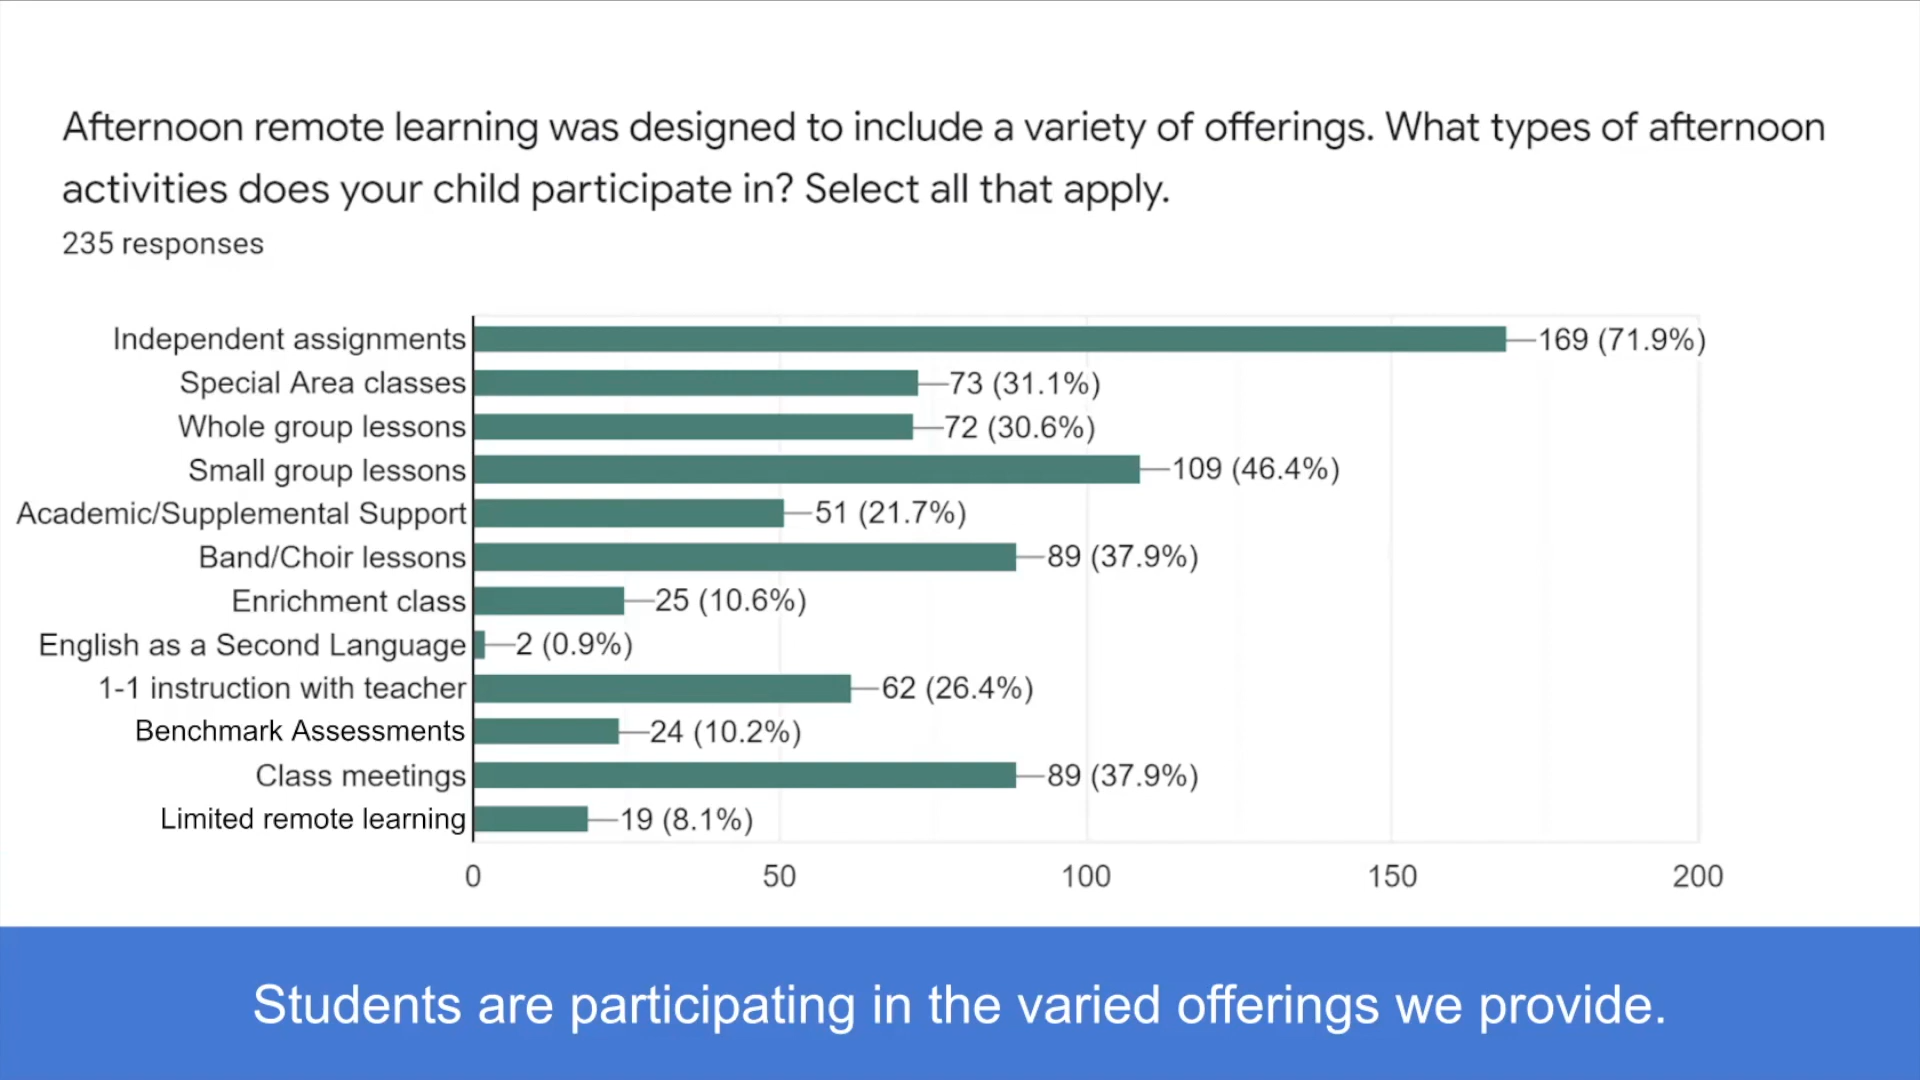 Afternoon remote learning was designed to include a variety of offerings. What types of afternoon
activities does your child participate in? Select all that apply.
235 responses
Independent assignments 169 (71.9%)
Special Area classes 73 (31.1%)
Whole group lessons 72 (30.6%)
Small group lessons 109 (46.4%)
Academic/Supplemental Support 51 (21.7%)
Band/Choir lessons 89 (37.9%)
Enrichment class 25 (10.6%)
English as a Second Language 2 (0.9%)
1-1 instruction with teacher 62 (26.4%)
Benchmark Assessments 24 (10.2%)
Class meetings 89 (37.9%)
Limited remote learning 19 (8.1%)
0 50 100 150 200
Students are participating in the varied offerings we provide.